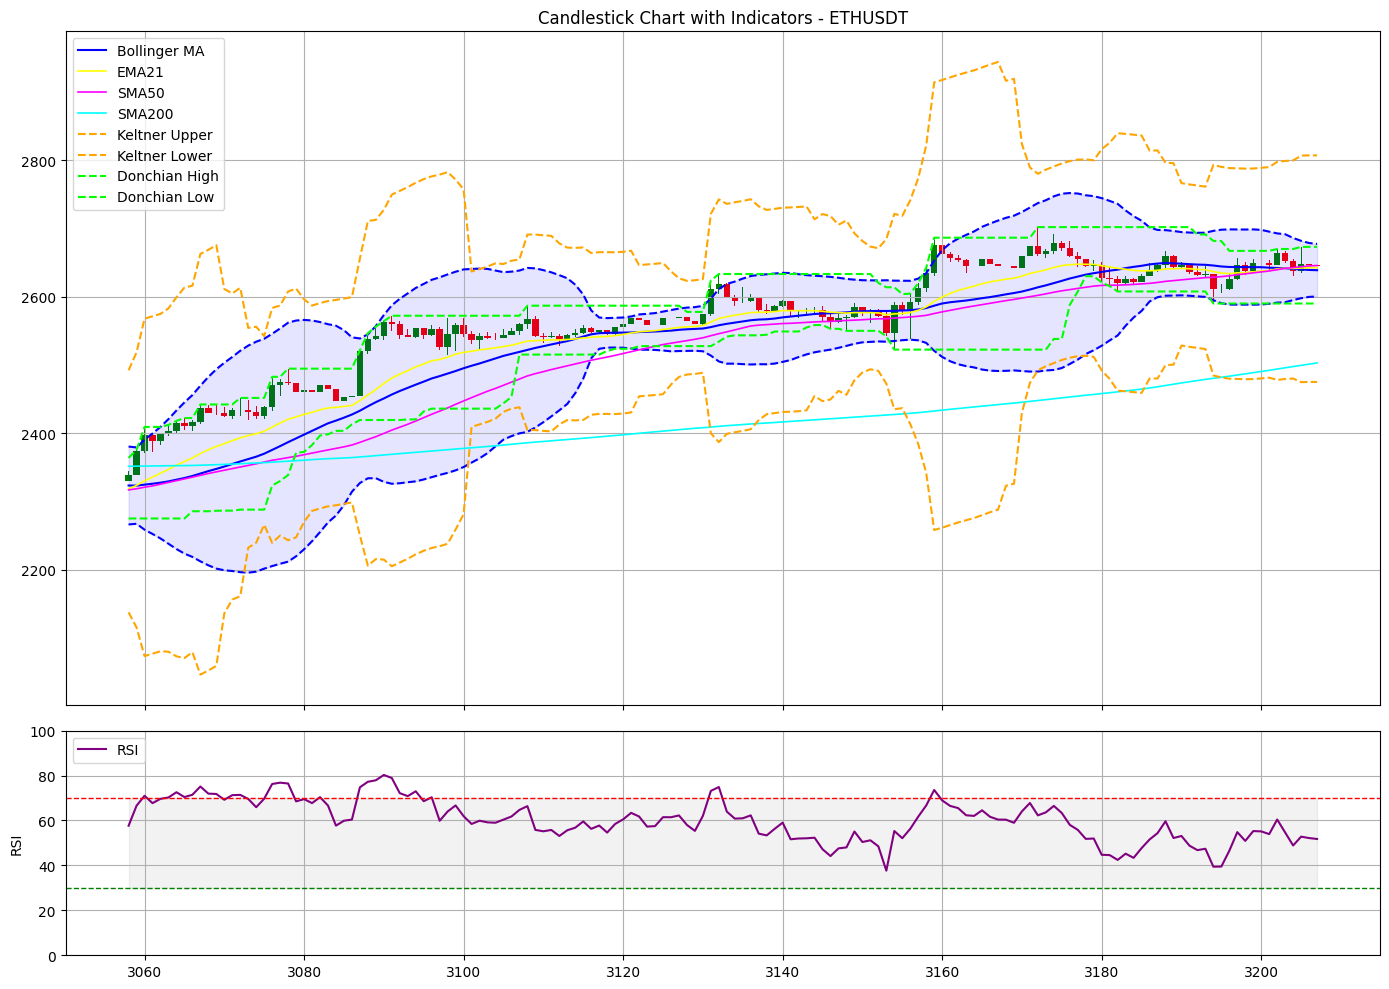 Candlestick Chart with Indicators - ETHUSDT
Bollinger MA
EMA21
SMA50
SMA200
Keltner Upper
Keltner Lower
Donchian High
Donchian Low
2800
2600
2400
2200
RSI
100
80
60
40
20
0
RSI
3060 3080 3100 3120 3140 3160 3180 3200